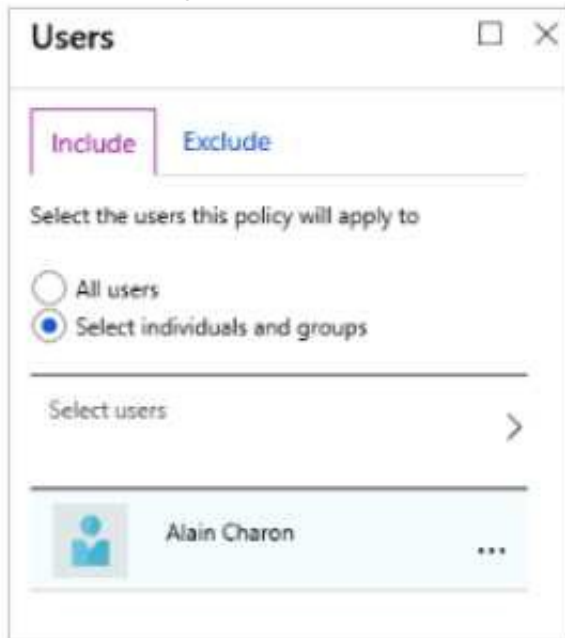 Users
Include Exclude
Select the users this policy will apply to
All users
Select individuals and groups
Select users
Alain Charon